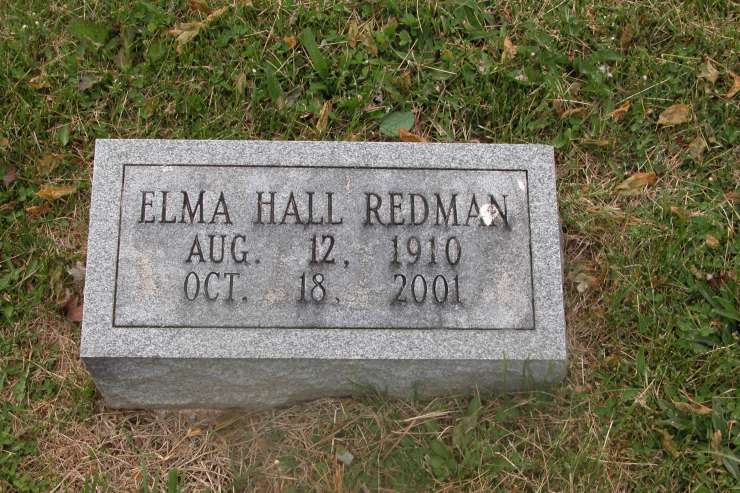 ELMA HALL REDMAN
AUG. 12, 1910
OCT. 18, 2001